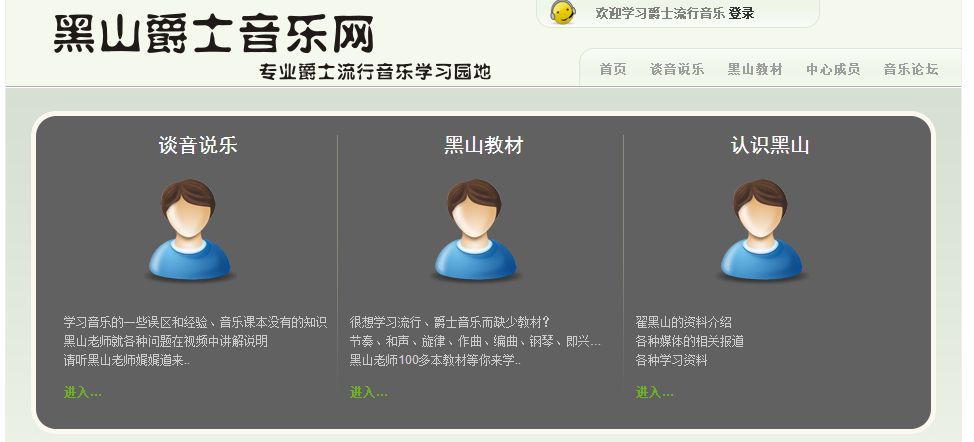 欢迎学习爵士流行音乐 登录
黑山爵士音乐网
专业爵士流行音乐学习园地
首页 谈音说乐 黑山教材 中心成员 音乐论坛
谈音说乐
学习音乐的一些误区和经验、音乐课本没有的知识
黑山老师就各种问题在视频中讲解说明
请听黑山老师娓娓道来..
进入...
黑山教材
很想学习流行、爵士音乐而缺少教材?
节奏、和声、旋律、作曲、编曲、钢琴、即兴...
黑山老师100多本教材等你来学..
进入...
认识黑山
翟黑山的资料介绍
各种媒体的相关报道
各种学习资料
进入...